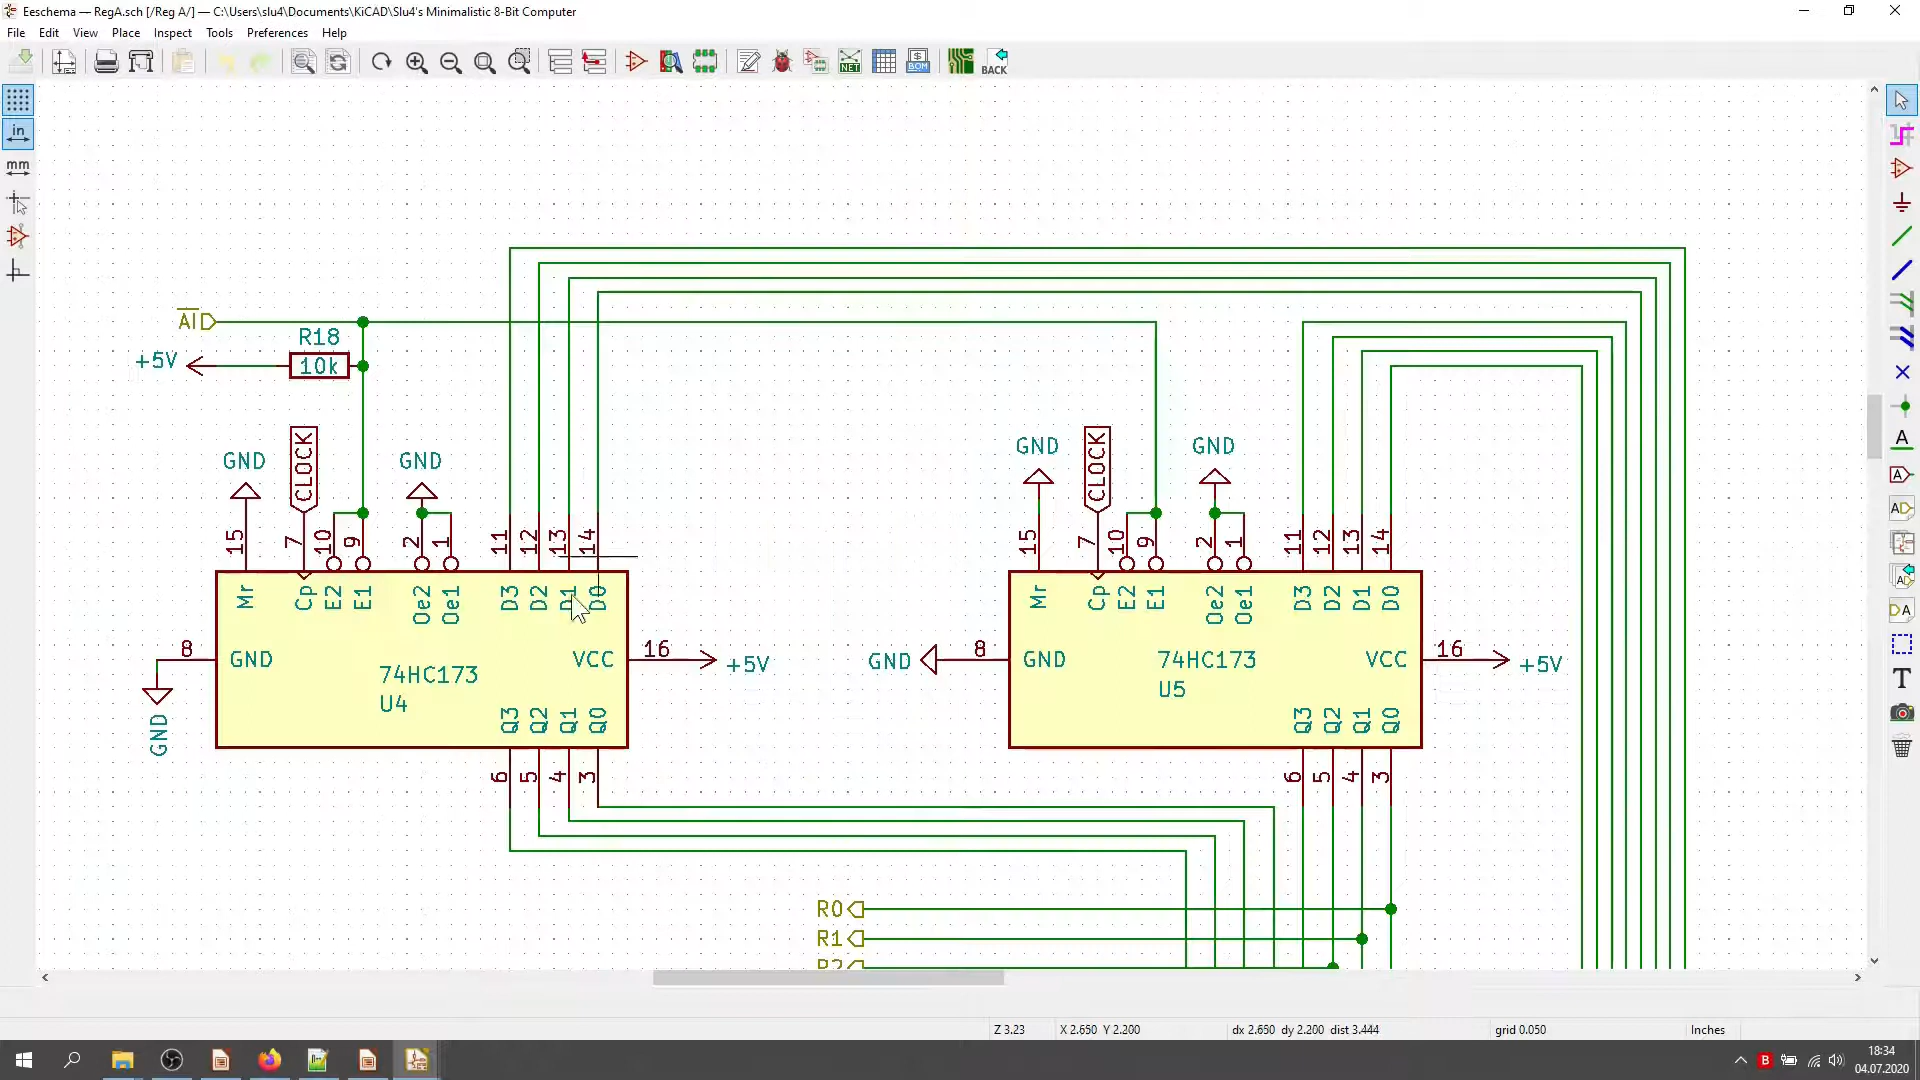 Eeschema — RegA.sch [/Reg A/] — C:\Users\slu4\Documents\KiCAD\Slu4's Minimalistic 8-Bit Computer
File Edit View Place Inspect Tools Preferences Help
NET BOM BACK
in
mm
AI
R18
+5V 10k
GND CLOCK GND GND CLOCK GND
15 7 10 9 2 1 11 12 13 14 15 7 10 9 2 1 11 12 13 14
Mr Cp E2 E1 Oe2 Oe1 D3 D2 D1 D0 Mr Cp E2 E1 Oe2 Oe1 D3 D2 D1 D0
8 GND VCC 16 +5V GND 8 GND VCC 16 +5V
74HC173 74HC173
U4 U5
GND Q3 Q2 Q1 Q0 Q3 Q2 Q1 Q0
6 5 4 3 6 5 4 3
R0
R1
R2
A
A
AD
AD
DA
T
Z 3.23 X 2.650 Y 2.200 dx 2.650 dy 2.200 dist 3.444 grid 0.050 Inches
B
18:34
04.07.2020